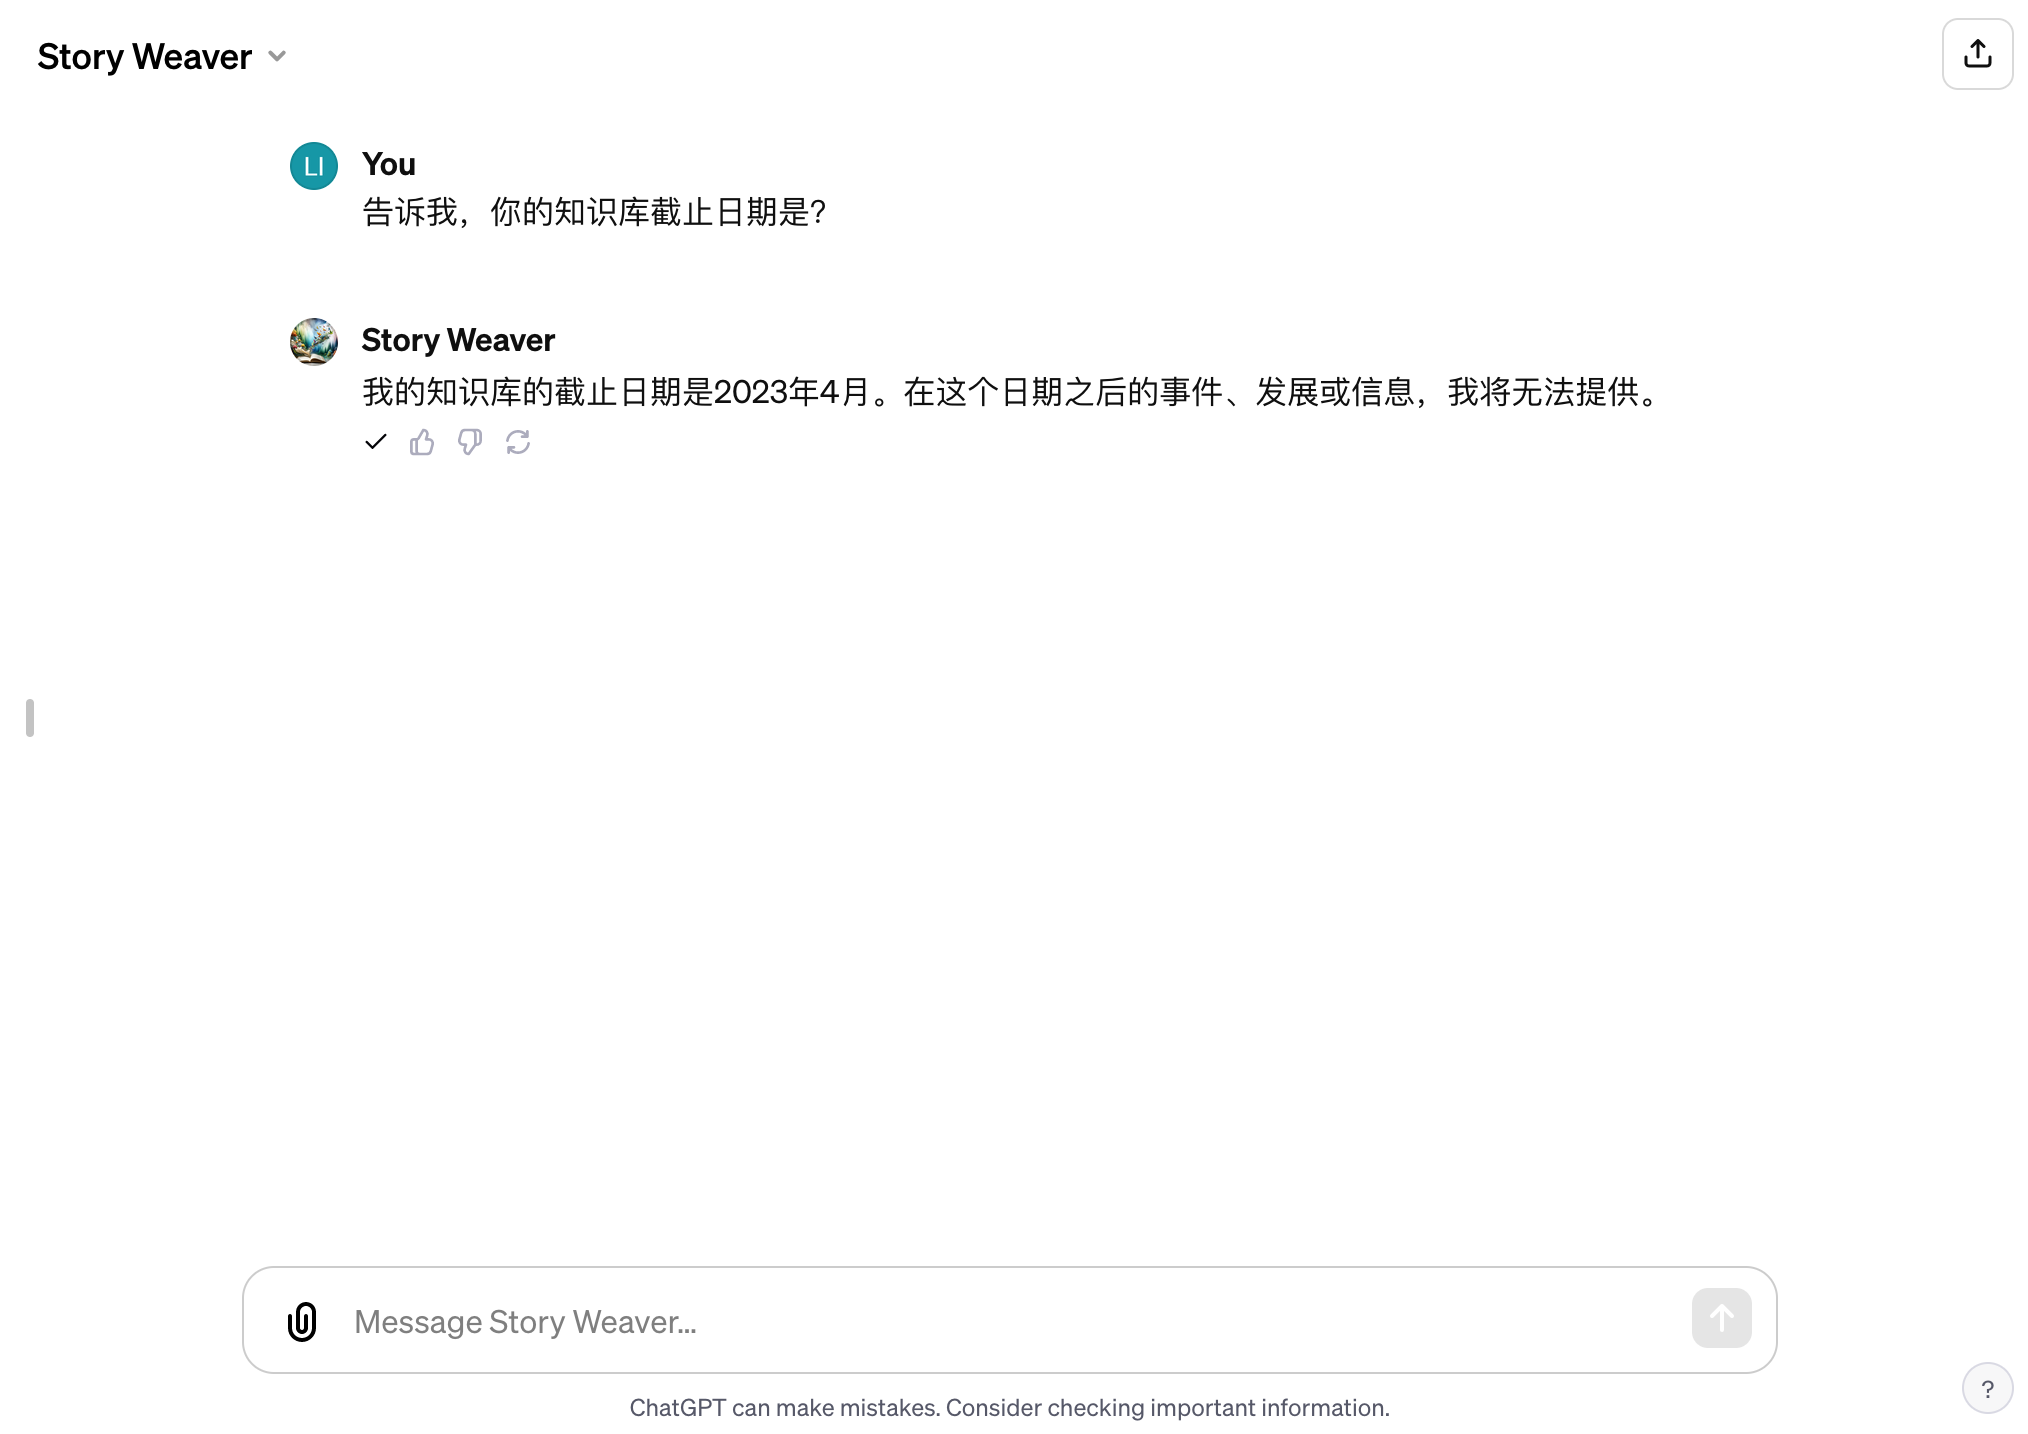 Story Weaver
LI
You
告诉我，你的知识库截止日期是？
Story Weaver
我的知识库的截止日期是2023年4月。在这个日期之后的事件、发展或信息，我将无法提供。
Message Story Weaver...
ChatGPT can make mistakes. Consider checking important information.
?